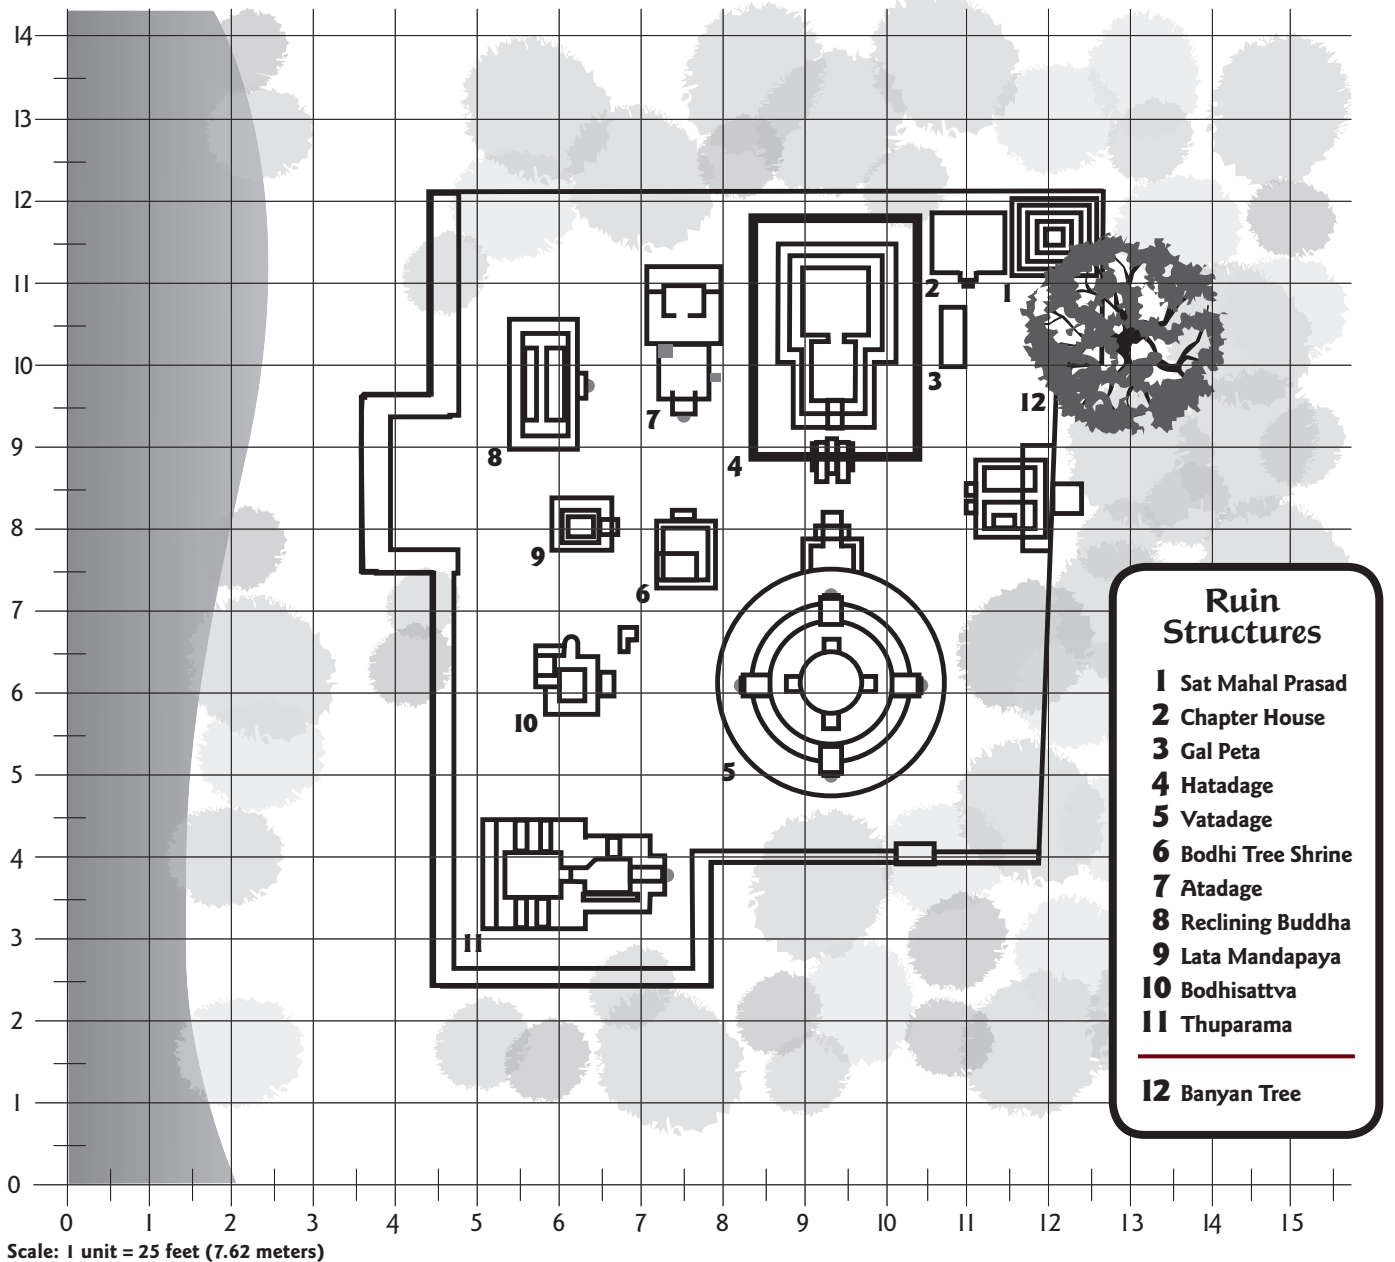 14
13
12
11
10
9
8
7
6
5
4
3
2
1
0
2
1
3
12
7
4
8
9
6
10
5
11
Ruin
Structures
1 Sat Mahal Prasad
2 Chapter House
3 Gal Peta
4 Hatadage
5 Vatadage
6 Bodhi Tree Shrine
7 Atadage
8 Reclining Buddha
9 Lata Mandapaya
10 Bodhisattva
11 Thuparama
12 Banyan Tree
0 1 2 3 4 5 6 7 8 9 10 11 12 13 14 15
Scale: 1 unit = 25 feet (7.62 meters)